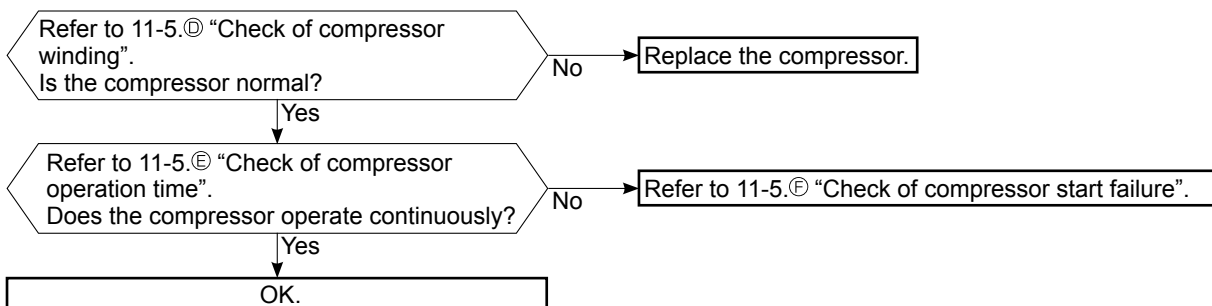 Refer to 11-5.Ⓓ “Check of compressor
winding”.
Is the compressor normal?
No
Replace the compressor.
Yes
Refer to 11-5.Ⓔ “Check of compressor
operation time”.
Does the compressor operate continuously?
No
Refer to 11-5.Ⓕ “Check of compressor start failure”.
Yes
OK.